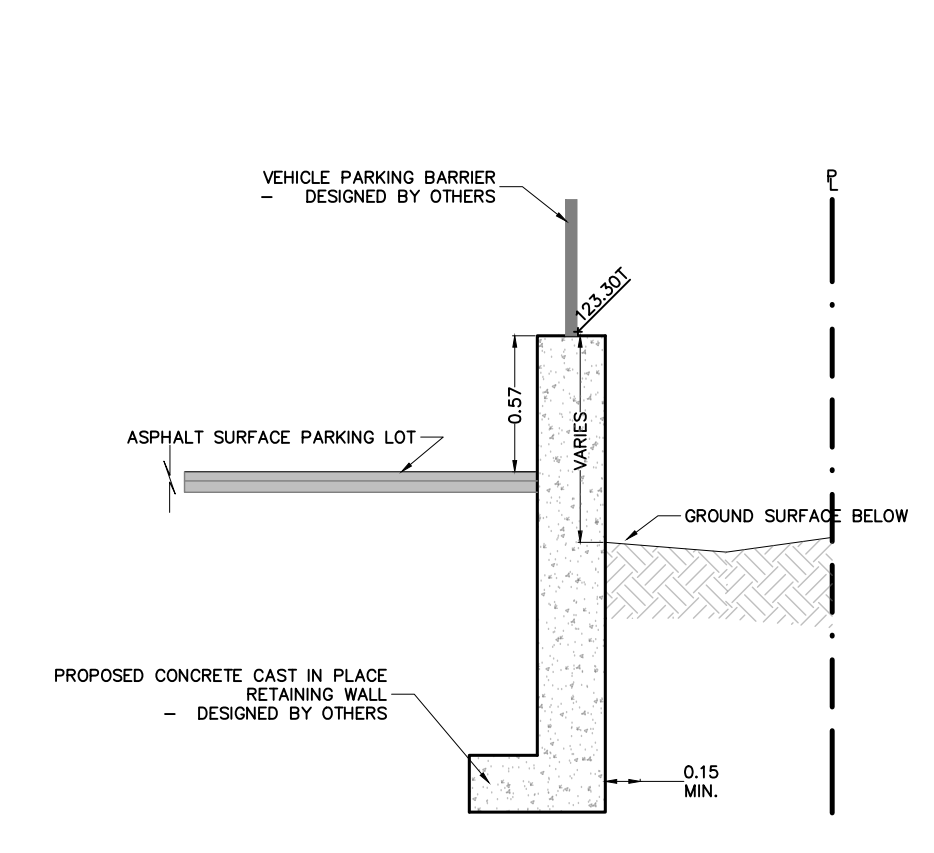 VEHICLE PARKING BARRIER
–   DESIGNED BY OTHERS
PL
123.30T
0.57
VARIES
ASPHALT SURFACE PARKING LOT
GROUND SURFACE BELOW
PROPOSED CONCRETE CAST IN PLACE
RETAINING WALL
–  DESIGNED BY OTHERS
0.15
MIN.